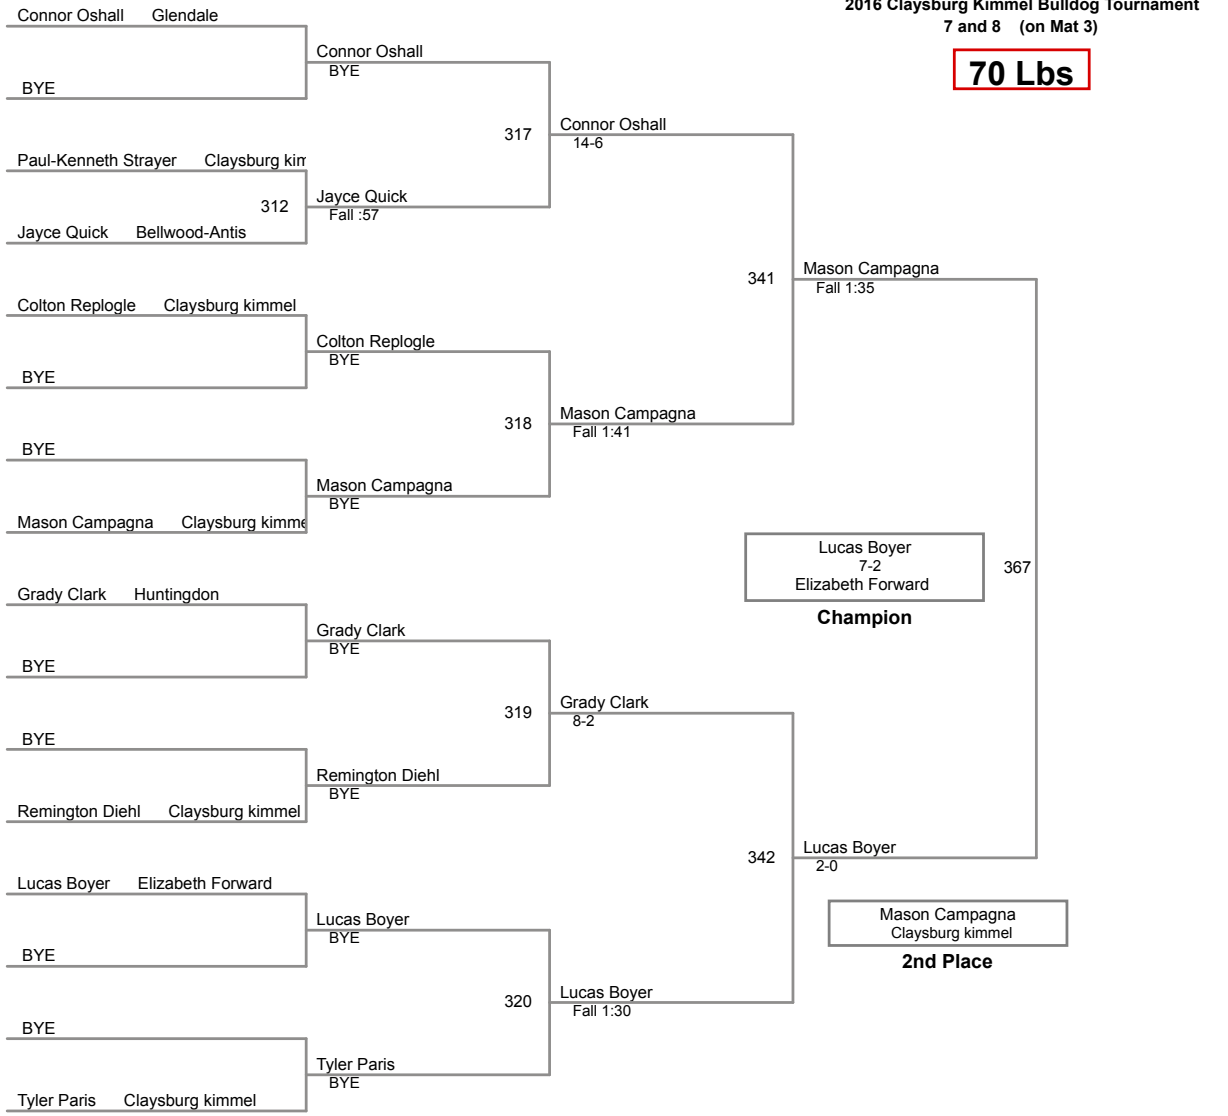 2016 Claysburg Kimmel Bulldog Tournament
7 and 8 (on Mat 3)
70 Lbs
Connor Oshall Glendale
BYE
Connor Oshall
BYE
Paul-Kenneth Strayer Claysburg kim
312
Jayce Quick Bellwood-Antis
Jayce Quick
Fall :57
317
Connor Oshall
14-6
Colton Replogle Claysburg kimmel
BYE
Colton Replogle
BYE
BYE
Mason Campagna Claysburg kimme
Mason Campagna
BYE
318
Mason Campagna
Fall 1:41
341
Mason Campagna
Fall 1:35
Grady Clark Huntingdon
BYE
Grady Clark
BYE
BYE
Remington Diehl Claysburg kimmel
Remington Diehl
BYE
319
Grady Clark
8-2
Lucas Boyer Elizabeth Forward
BYE
Lucas Boyer
BYE
BYE
Tyler Paris Claysburg kimmel
Tyler Paris
BYE
320
Lucas Boyer
Fall 1:30
342
Lucas Boyer
2-0
367
Lucas Boyer
7-2
Elizabeth Forward
Champion
Mason Campagna
Claysburg kimmel
2nd Place